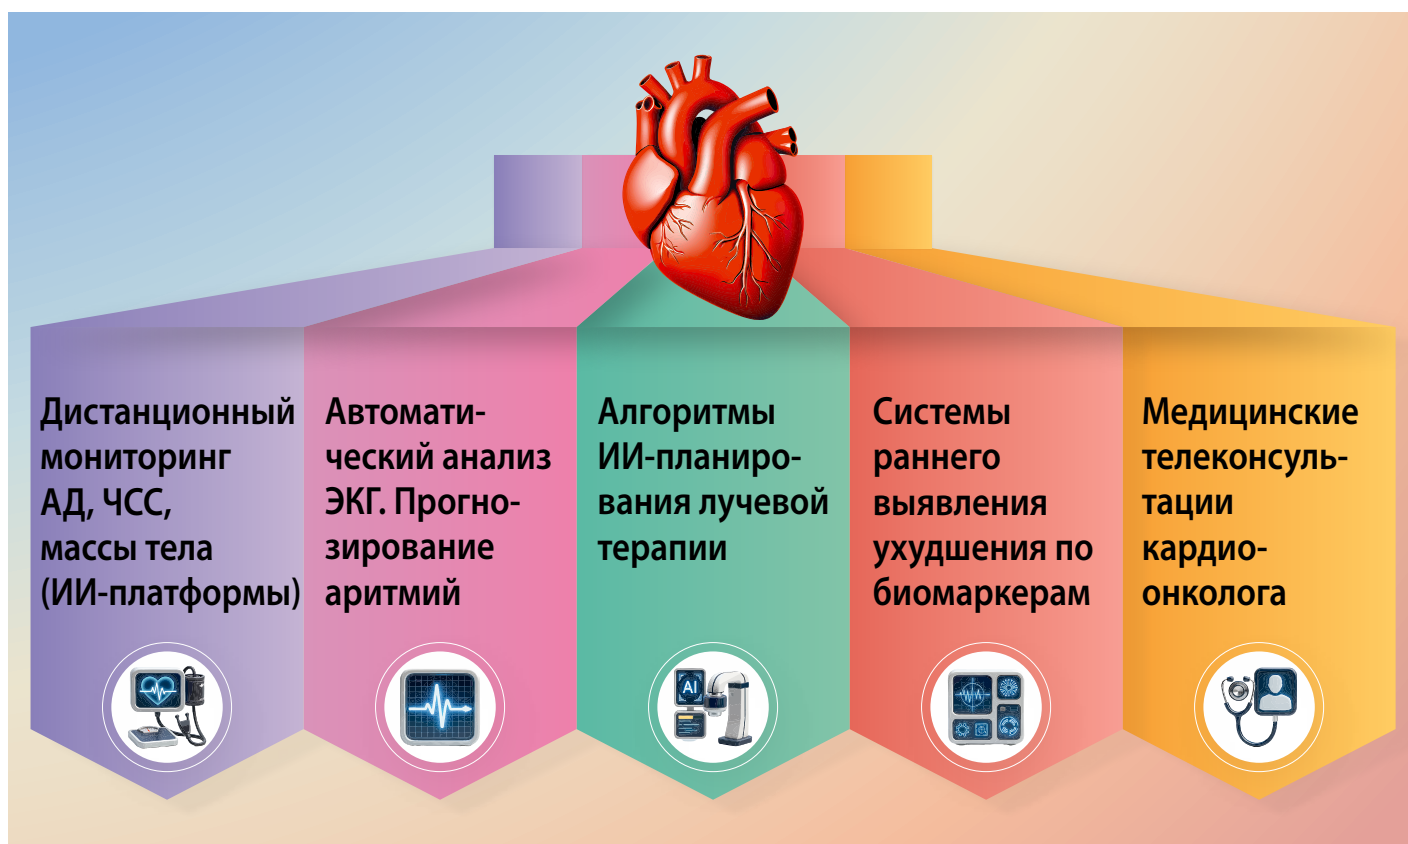 Дистанционный
мониторинг
АД, ЧСС,
массы тела
(ИИ-платформы)
Автомати-
ческий анализ
ЭКГ. Прогно-
зирование
аритмий
Алгоритмы
ИИ-планиро-
вания лучевой
терапии
Системы
раннего
выявления
ухудшения по
биомаркерам
Медицинские
телеконсуль-
тации
кардио-
онколога
AI